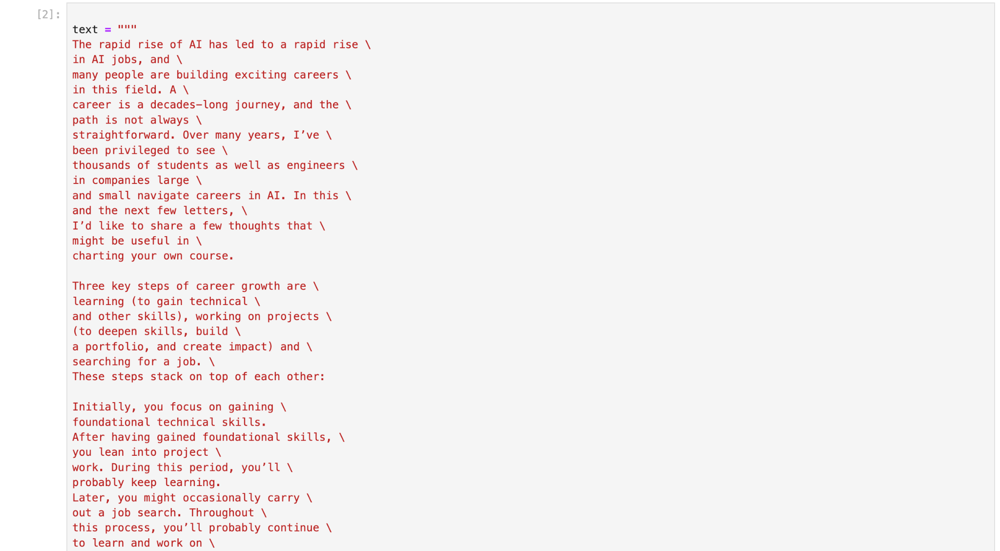 [2]:
text = """
The rapid rise of AI has led to a rapid rise \
in AI jobs, and \
many people are building exciting careers \
in this field. A \
career is a decades-long journey, and the \
path is not always \
straightforward. Over many years, I’ve \
been privileged to see \
thousands of students as well as engineers \
in companies large \
and small navigate careers in AI. In this \
and the next few letters, \
I’d like to share a few thoughts that \
might be useful in \
charting your own course.

Three key steps of career growth are \
learning (to gain technical \
and other skills), working on projects \
(to deepen skills, build \
a portfolio, and create impact) and \
searching for a job. \
These steps stack on top of each other:

Initially, you focus on gaining \
foundational technical skills.
After having gained foundational skills, \
you lean into project \
work. During this period, you’ll \
probably keep learning.
Later, you might occasionally carry \
out a job search. Throughout \
this process, you’ll probably continue \
to learn and work on \